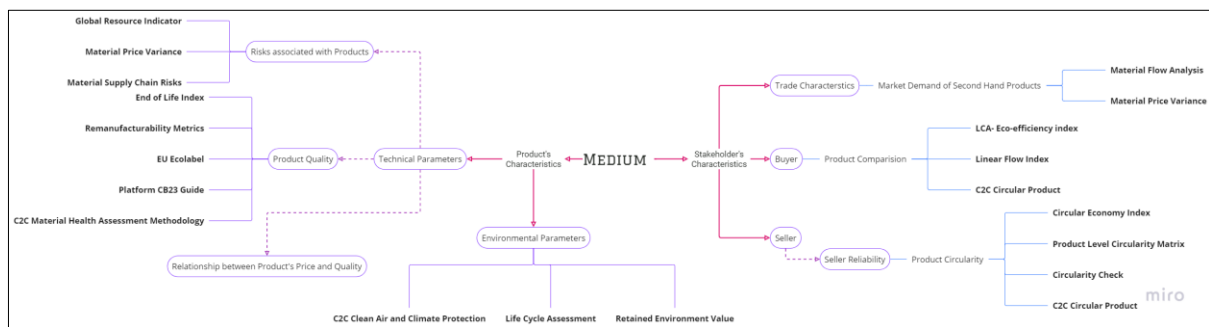 Global Resource Indicator
Material Price Variance
Material Supply Chain Risks
Risks associated with Products
End of Life Index
Remanufacturability Metrics
EU Ecolabel
Platform CB23 Guide
C2C Material Health Assessment Methodology
Product Quality
Technical Parameters
Relationship between Product's Price and Quality
Product's
Characteristics
MEDIUM
Environmental Parameters
C2C Clean Air and Climate Protection
Life Cycle Assessment
Retained Environment Value
Stakeholder's
Characteristics
Trade Characterstics
Market Demand of Second Hand Products
Material Flow Analysis
Material Price Variance
Buyer
Product Comparision
LCA- Eco-efficiency index
Linear Flow Index
C2C Circular Product
Seller
Seller Reliability
Product Circularity
Circular Economy Index
Product Level Circularity Matrix
Circularity Check
C2C Circular Product
miro